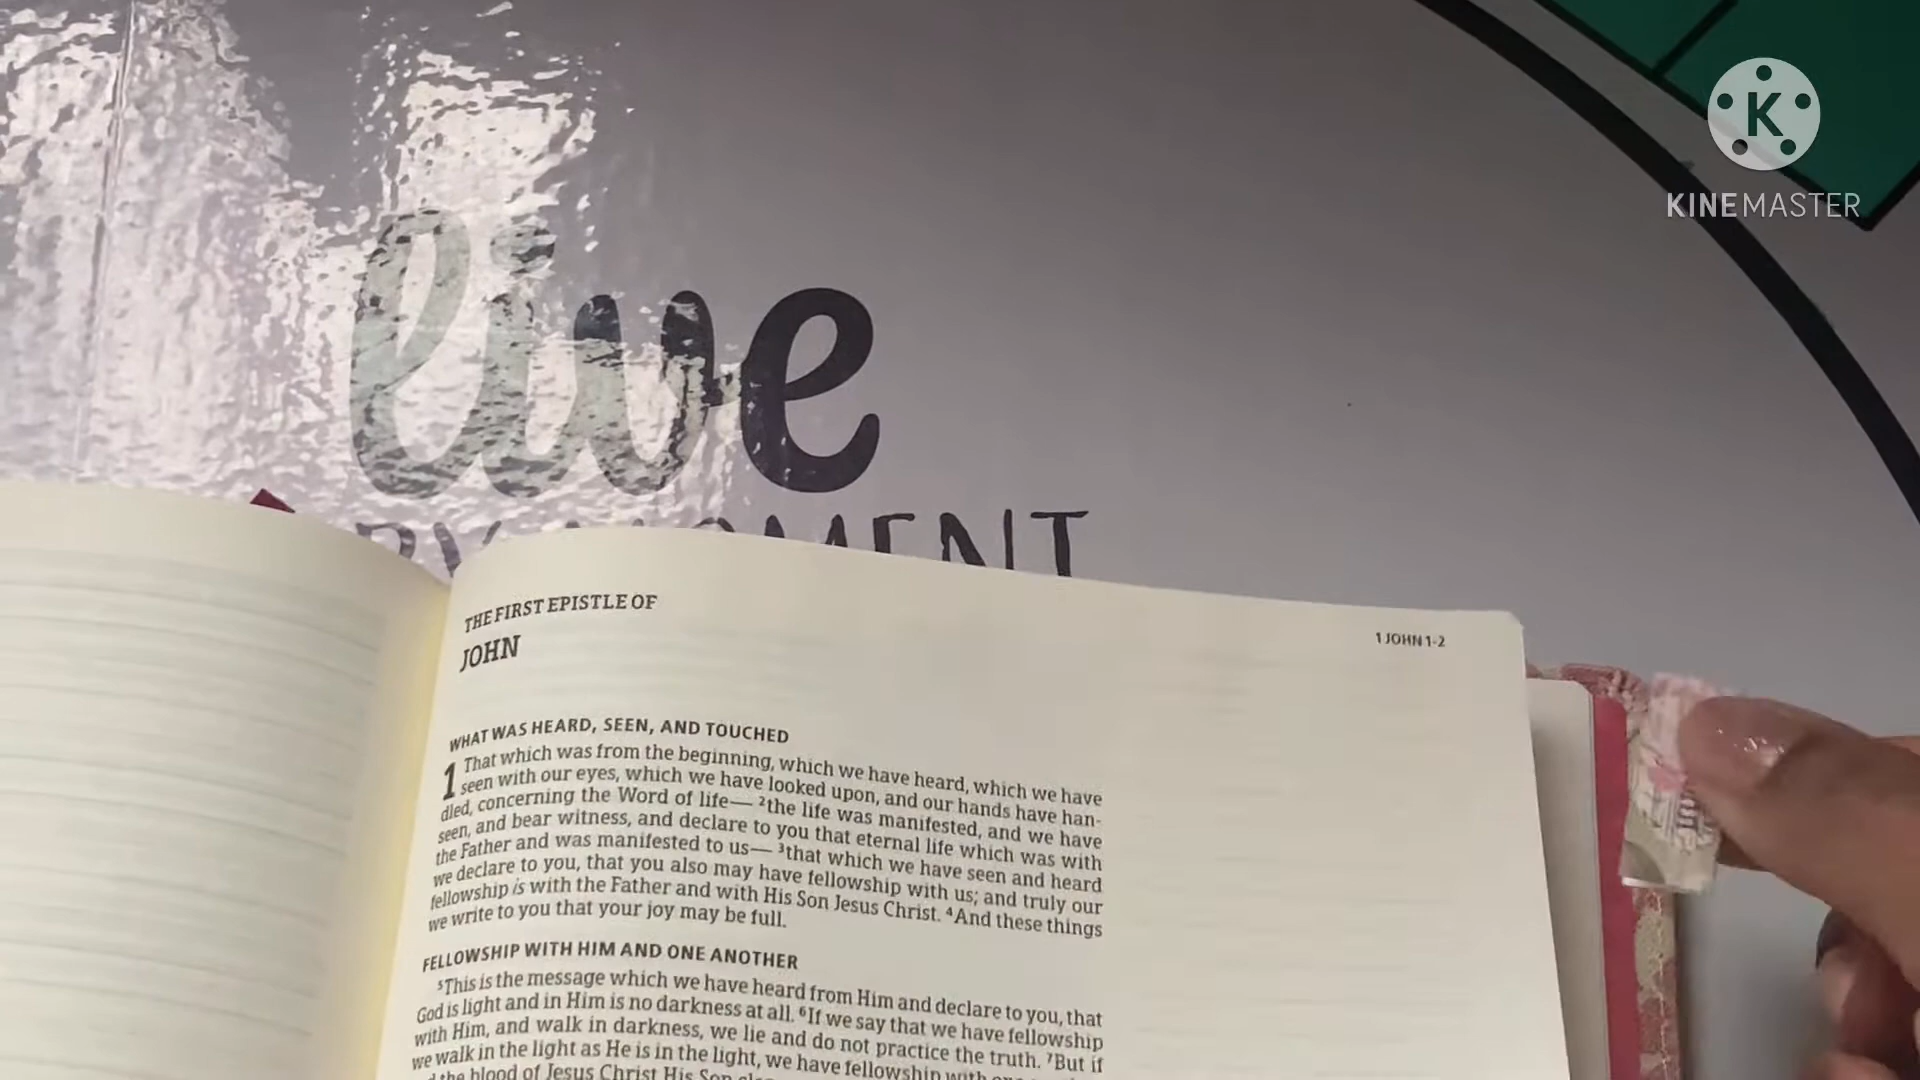 KINEMASTER
live
BY MOMENT
THE FIRST EPISTLE OF
JOHN
1 JOHN 1-2
WHAT WAS HEARD, SEEN, AND TOUCHED
1 That which was from the beginning, which we have heard, which we have
seen with our eyes, which we have looked upon, and our hands have han-
dled, concerning the Word of life— 2the life was manifested, and we have
seen, and bear witness, and declare to you that eternal life which was with
the Father and was manifested to us— 3that which we have seen and heard
we declare to you, that you also may have fellowship with us; and truly our
fellowship is with the Father and with His Son Jesus Christ. 4And these things
we write to you that your joy may be full.
FELLOWSHIP WITH HIM AND ONE ANOTHER
5This is the message which we have heard from Him and declare to you, that
God is light and in Him is no darkness at all. 6If we say that we have fellowship
with Him, and walk in darkness, we lie and do not practice the truth. 7But if
we walk in the light as He is in the light, we have fellowship with
the blood of Jesus Christ His Son